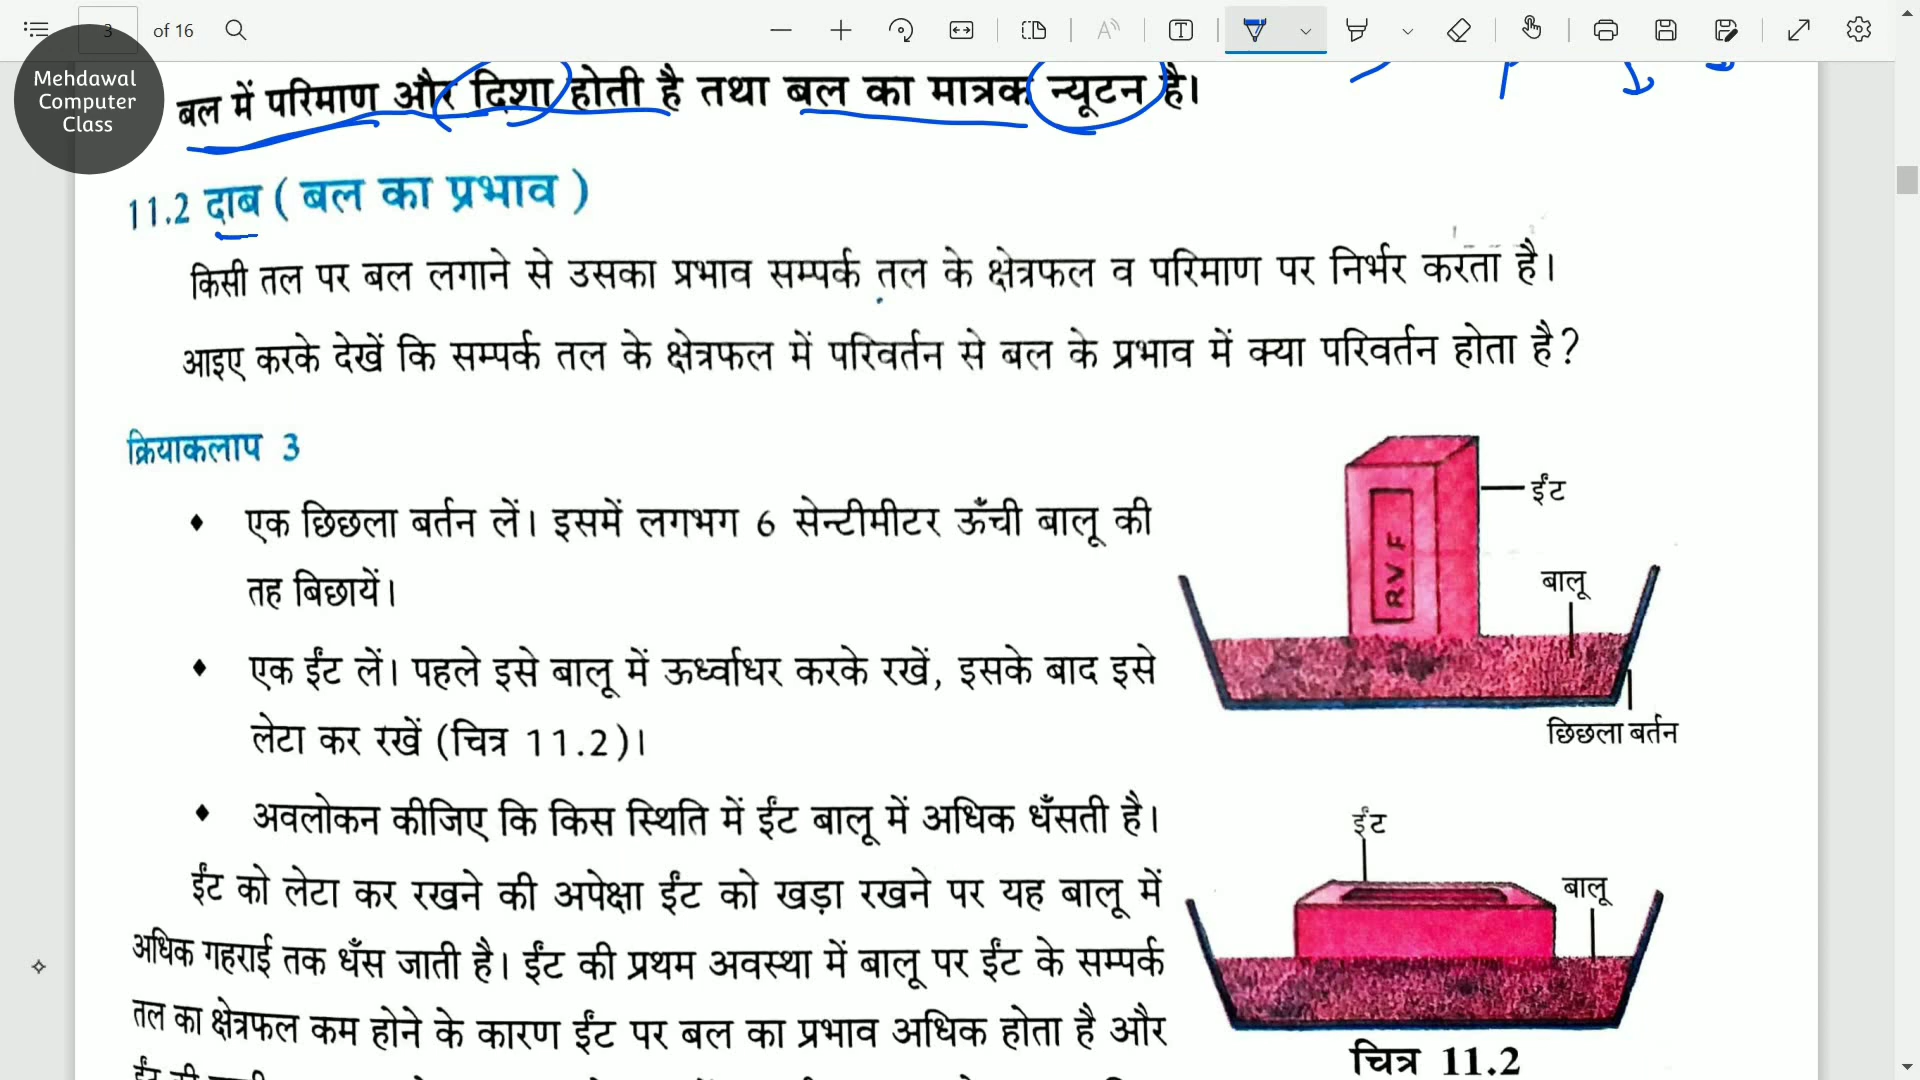 3 of 16
Mehdawal
Computer
Class
बल में परिमाण और दिशा होती है तथा बल का मात्रक न्यूटन है।
11.2 दाब ( बल का प्रभाव )
किसी तल पर बल लगाने से उसका प्रभाव सम्पर्क तल के क्षेत्रफल व परिमाण पर निर्भर करता है।
आइए करके देखें कि सम्पर्क तल के क्षेत्रफल में परिवर्तन से बल के प्रभाव में क्या परिवर्तन होता है?
क्रियाकलाप 3
♦ एक छिछला बर्तन लें। इसमें लगभग 6 सेन्टीमीटर ऊँची बालू की
तह बिछायें।
♦ एक ईंट लें। पहले इसे बालू में ऊर्ध्वाधर करके रखें, इसके बाद इसे
लेटा कर रखें (चित्र 11.2)।
♦ अवलोकन कीजिए कि किस स्थिति में ईंट बालू में अधिक धँसती है।
ईंट को लेटा कर रखने की अपेक्षा ईंट को खड़ा रखने पर यह बालू में
अधिक गहराई तक धँस जाती है। ईंट की प्रथम अवस्था में बालू पर ईंट के सम्पर्क
तल का क्षेत्रफल कम होने के कारण ईंट पर बल का प्रभाव अधिक होता है और
ईंट
RVF
बालू
छिछला बर्तन
ईंट
बालू
चित्र 11.2